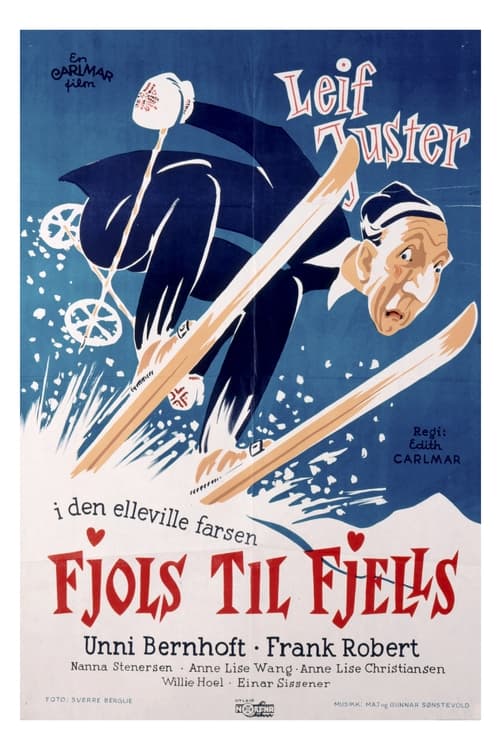 En
CARLMAR
film
Leif
Juster
Regi:
Edith
CARLMAR
i den elleville farsen
FJOLS TIL FJELLS
Unni Bernhoft · Frank Robert
Nanna Stenersen · Anne Lise Wang · Anne Lise Christiansen
Willie Hoel · Einar Sissener
FOTO: SVERRE BERGLIE
MUSIKK: MAJ og GUNNAR SØNSTEVOLD